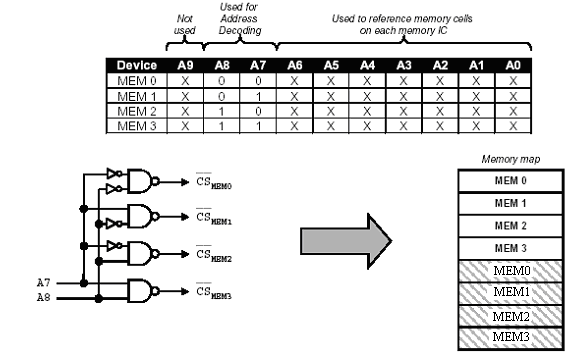 Not used
Used for Address Decoding
Used to reference memory cells on each memory IC
Device A9 A8 A7 A6 A5 A4 A3 A2 A1 A0
MEM 0 X 0 0 X X X X X X X
MEM 1 X 0 1 X X X X X X X
MEM 2 X 1 0 X X X X X X X
MEM 3 X 1 1 X X X X X X X
Memory map
MEM 0
MEM 1
MEM 2
MEM 3
MEM0
MEM1
MEM2
MEM3
CS MEM0
CS MEM1
CS MEM2
CS MEM3
A7
A8